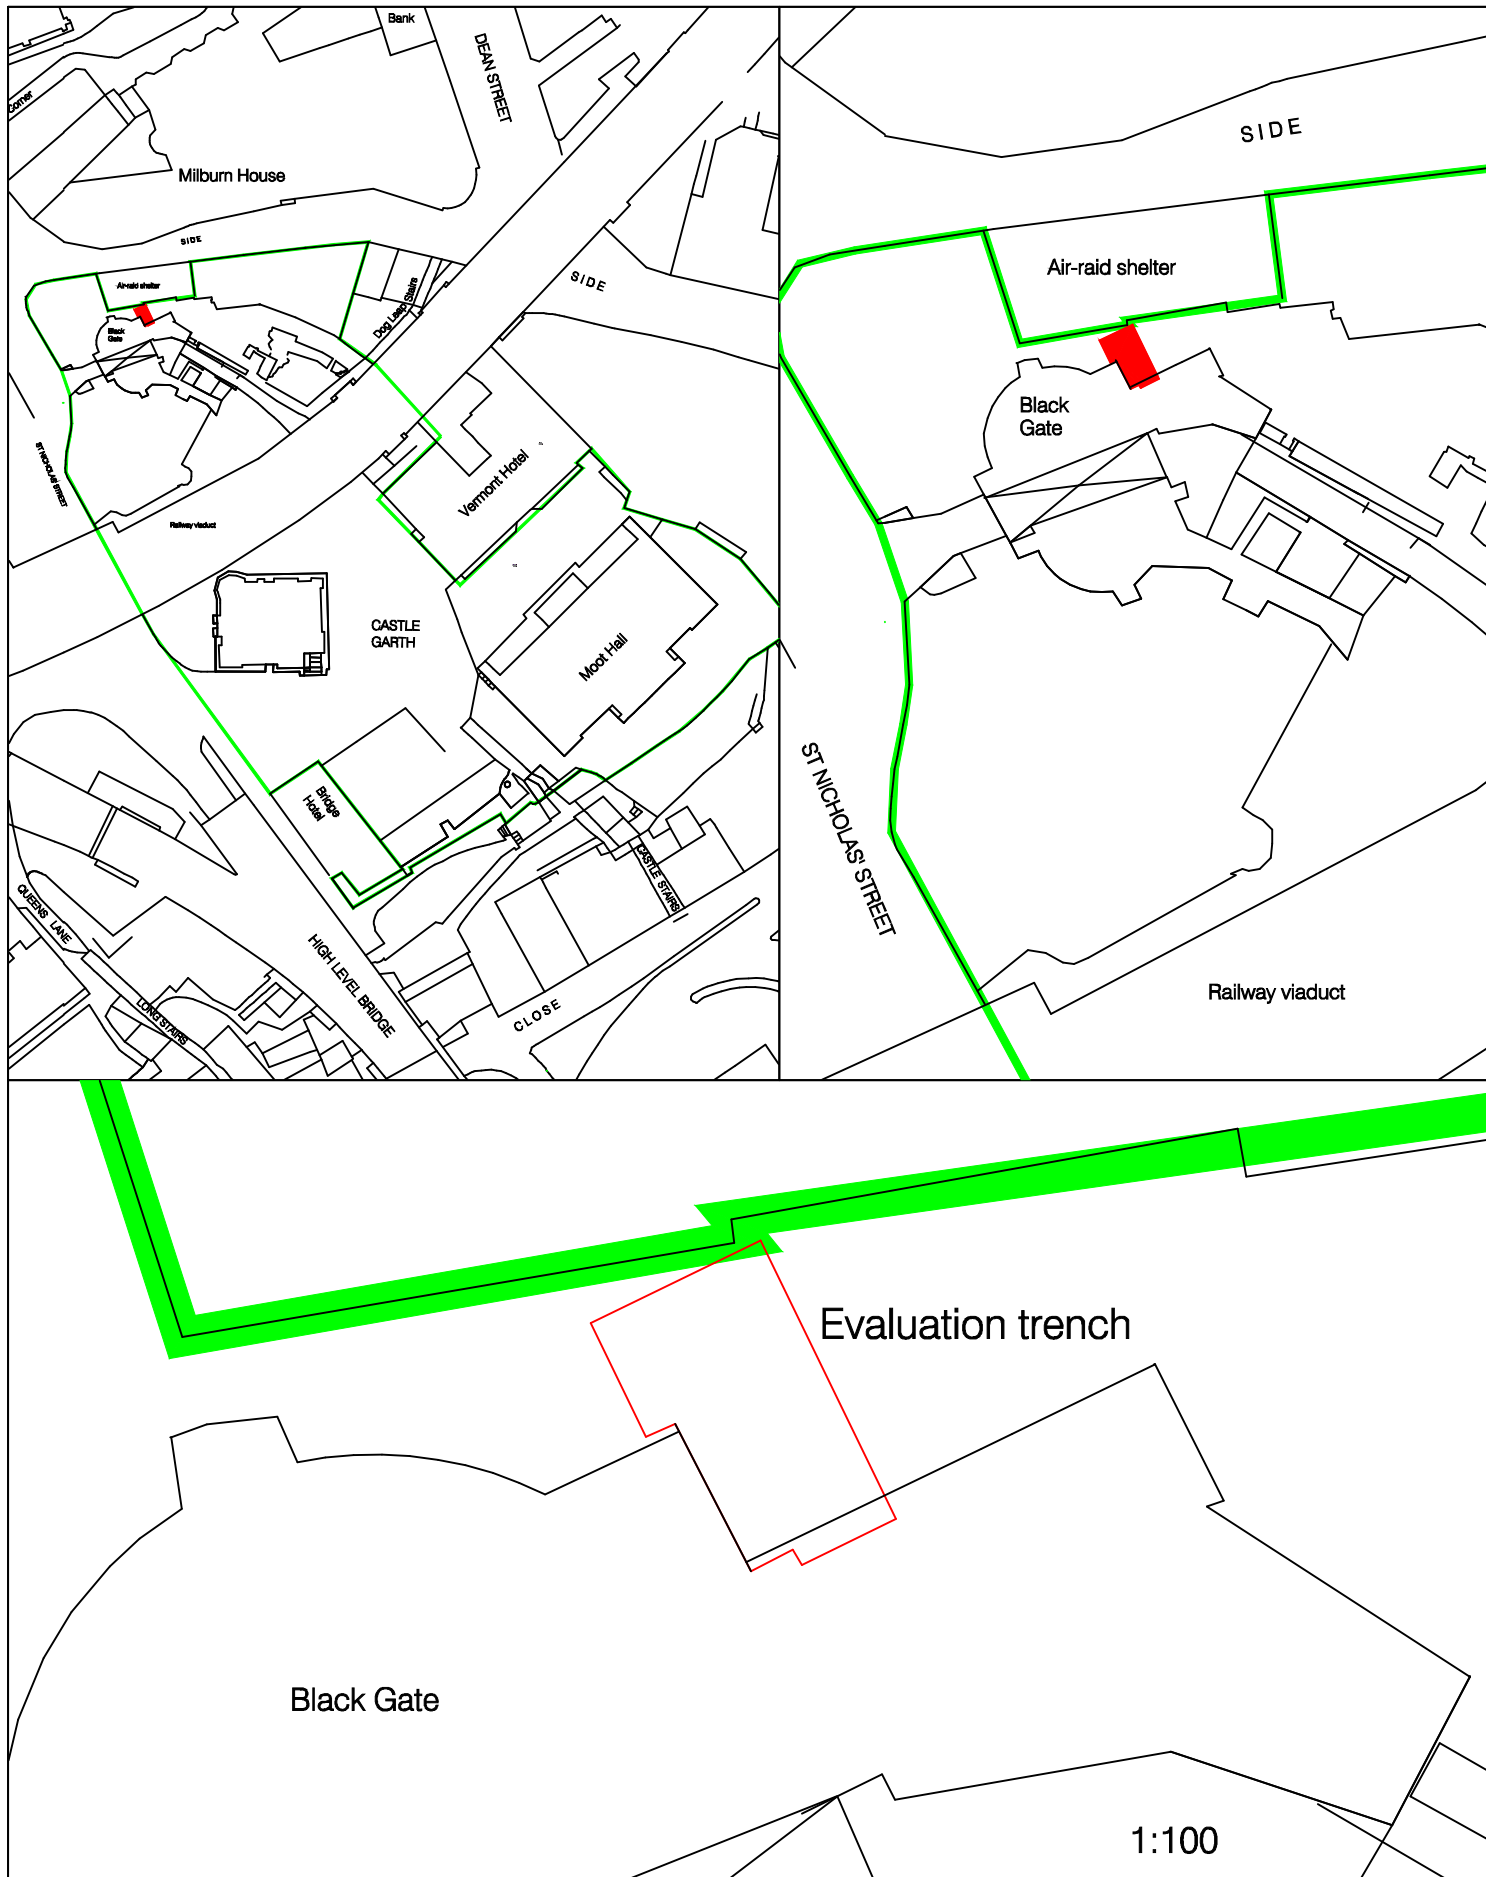 Bank
DEAN STREET
Corner
Milburn House
SIDE
SIDE
Air-raid shelter
Black
Gate
Dog Leap Stairs
ST NICHOLAS' STREET
Vermont Hotel
Railway viaduct
CASTLE
GARTH
Moot Hall
Bridge
Hotel
CASTLE STAIRS
QUEENS LANE
HIGH LEVEL BRIDGE
LONG STAIRS
CLOSE
SIDE
Air-raid shelter
Black
Gate
ST NICHOLAS' STREET
Railway viaduct
Evaluation trench
Black Gate
1:100